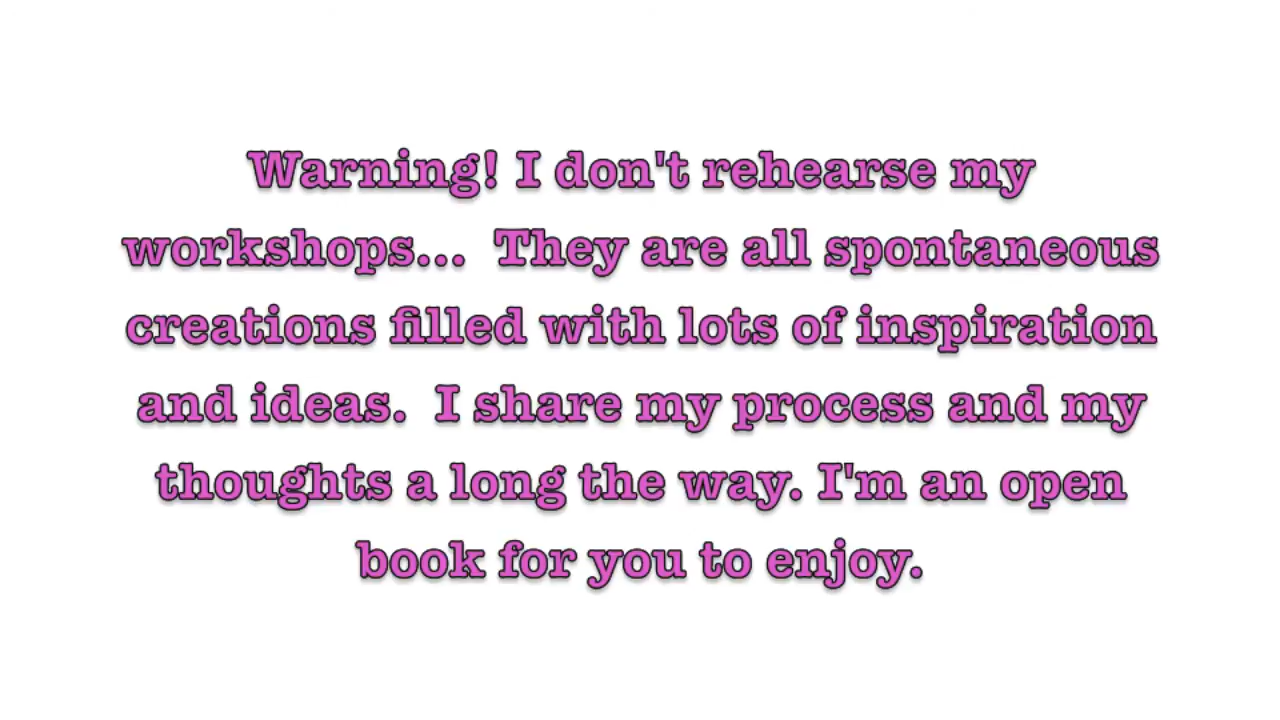 Warning! I don't rehearse my
workshops...  They are all spontaneous
creations filled with lots of inspiration
and ideas.  I share my process and my
thoughts a long the way. I'm an open
book for you to enjoy.